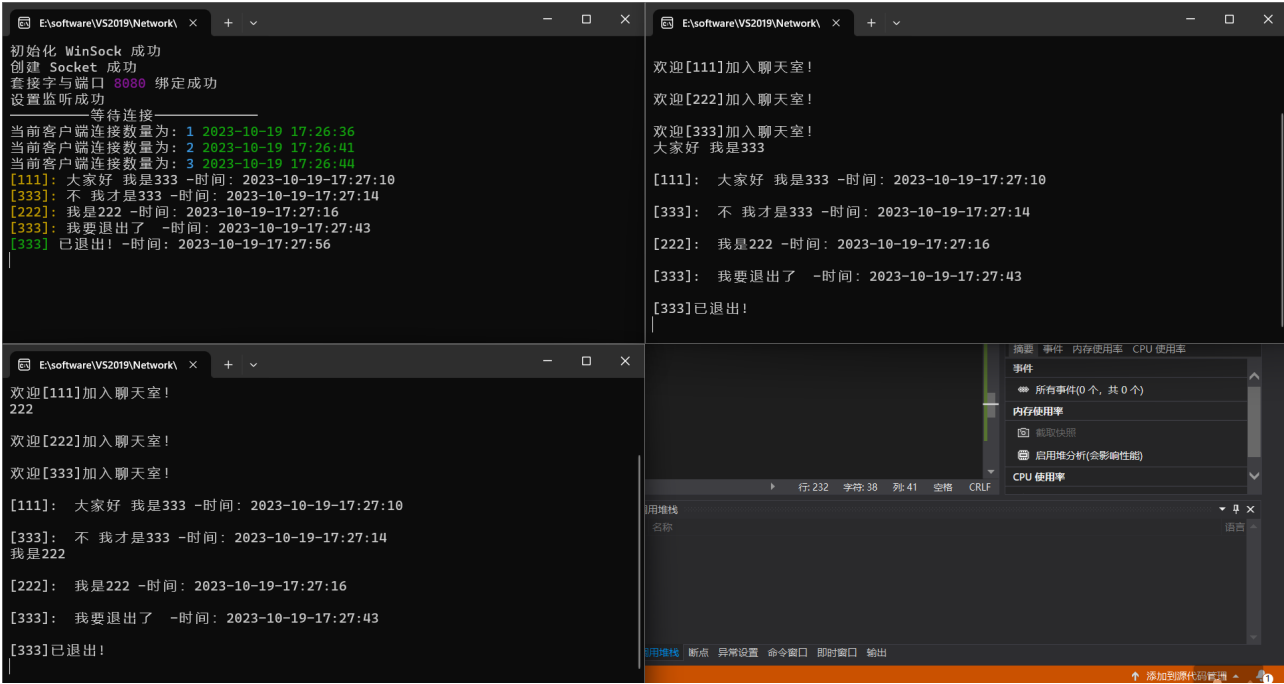 E:\software\VS2019\Network\
初始化 WinSock 成功
创建 Socket 成功
套接字与端口 8080 绑定成功
设置监听成功
——————————等待连接—————————————
当前客户端连接数量为: 1 2023-10-19 17:26:36
当前客户端连接数量为: 2 2023-10-19 17:26:41
当前客户端连接数量为: 3 2023-10-19 17:26:44
[111]: 大家好 我是333 -时间: 2023-10-19-17:27:10
[333]: 不 我才是333 -时间: 2023-10-19-17:27:14
[222]: 我是222 -时间: 2023-10-19-17:27:16
[333]: 我要退出了  -时间: 2023-10-19-17:27:43
[333] 已退出! -时间: 2023-10-19-17:27:56
E:\software\VS2019\Network\
欢迎[111]加入聊天室!
欢迎[222]加入聊天室!
欢迎[333]加入聊天室!
大家好 我是333
[111]:  大家好 我是333 -时间: 2023-10-19-17:27:10
[333]:  不 我才是333 -时间: 2023-10-19-17:27:14
[222]:  我是222 -时间: 2023-10-19-17:27:16
[333]:  我要退出了  -时间: 2023-10-19-17:27:43
[333]已退出!
E:\software\VS2019\Network\
欢迎[111]加入聊天室!
222
欢迎[222]加入聊天室!
欢迎[333]加入聊天室!
[111]:  大家好 我是333 -时间: 2023-10-19-17:27:10
[333]:  不 我才是333 -时间: 2023-10-19-17:27:14
我是222
[222]:  我是222 -时间: 2023-10-19-17:27:16
[333]:  我要退出了  -时间: 2023-10-19-17:27:43
[333]已退出!
摘要 事件 内存使用率 CPU 使用率
事件
所有事件(0 个，共 0 个)
内存使用率
截取快照
启用堆分析(会影响性能)
CPU 使用率
行: 232 字符: 38 列: 41 空格 CRLF
用堆栈
名称 语言
用堆栈 断点 异常设置 命令窗口 即时窗口 输出
添加到源代码管理 1